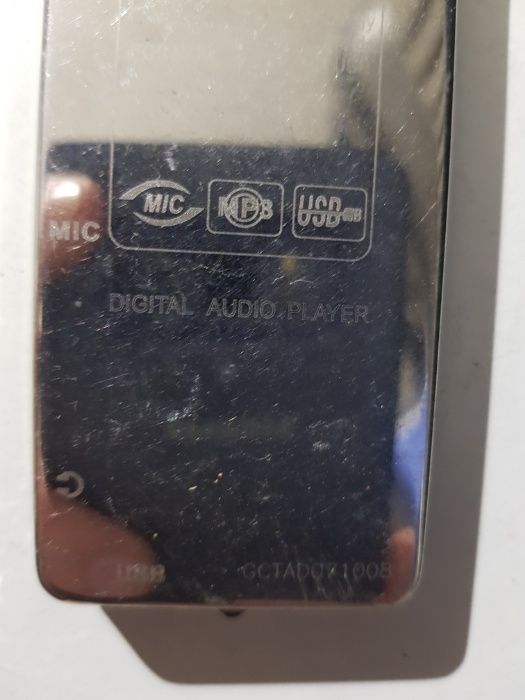 MIC MP3 USB
MIC
DIGITAL AUDIO PLAYER
USB GCTAD071008